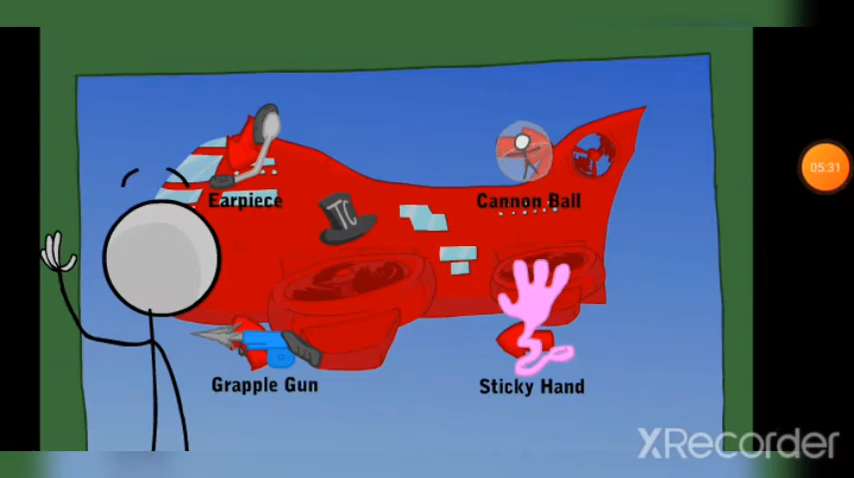 05:31
Earpiece
Cannon Ball
TC
Grapple Gun
Sticky Hand
XRecorder